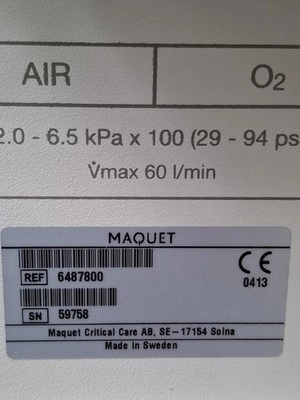 AIR O2
2.0 - 6.5 kPa x 100 (29 - 94 ps
V̇max 60 l/min
MAQUET
REF 6487800
CE
0413
SN 59758
Maquet Critical Care AB, SE-17154 Solna
Made in Sweden